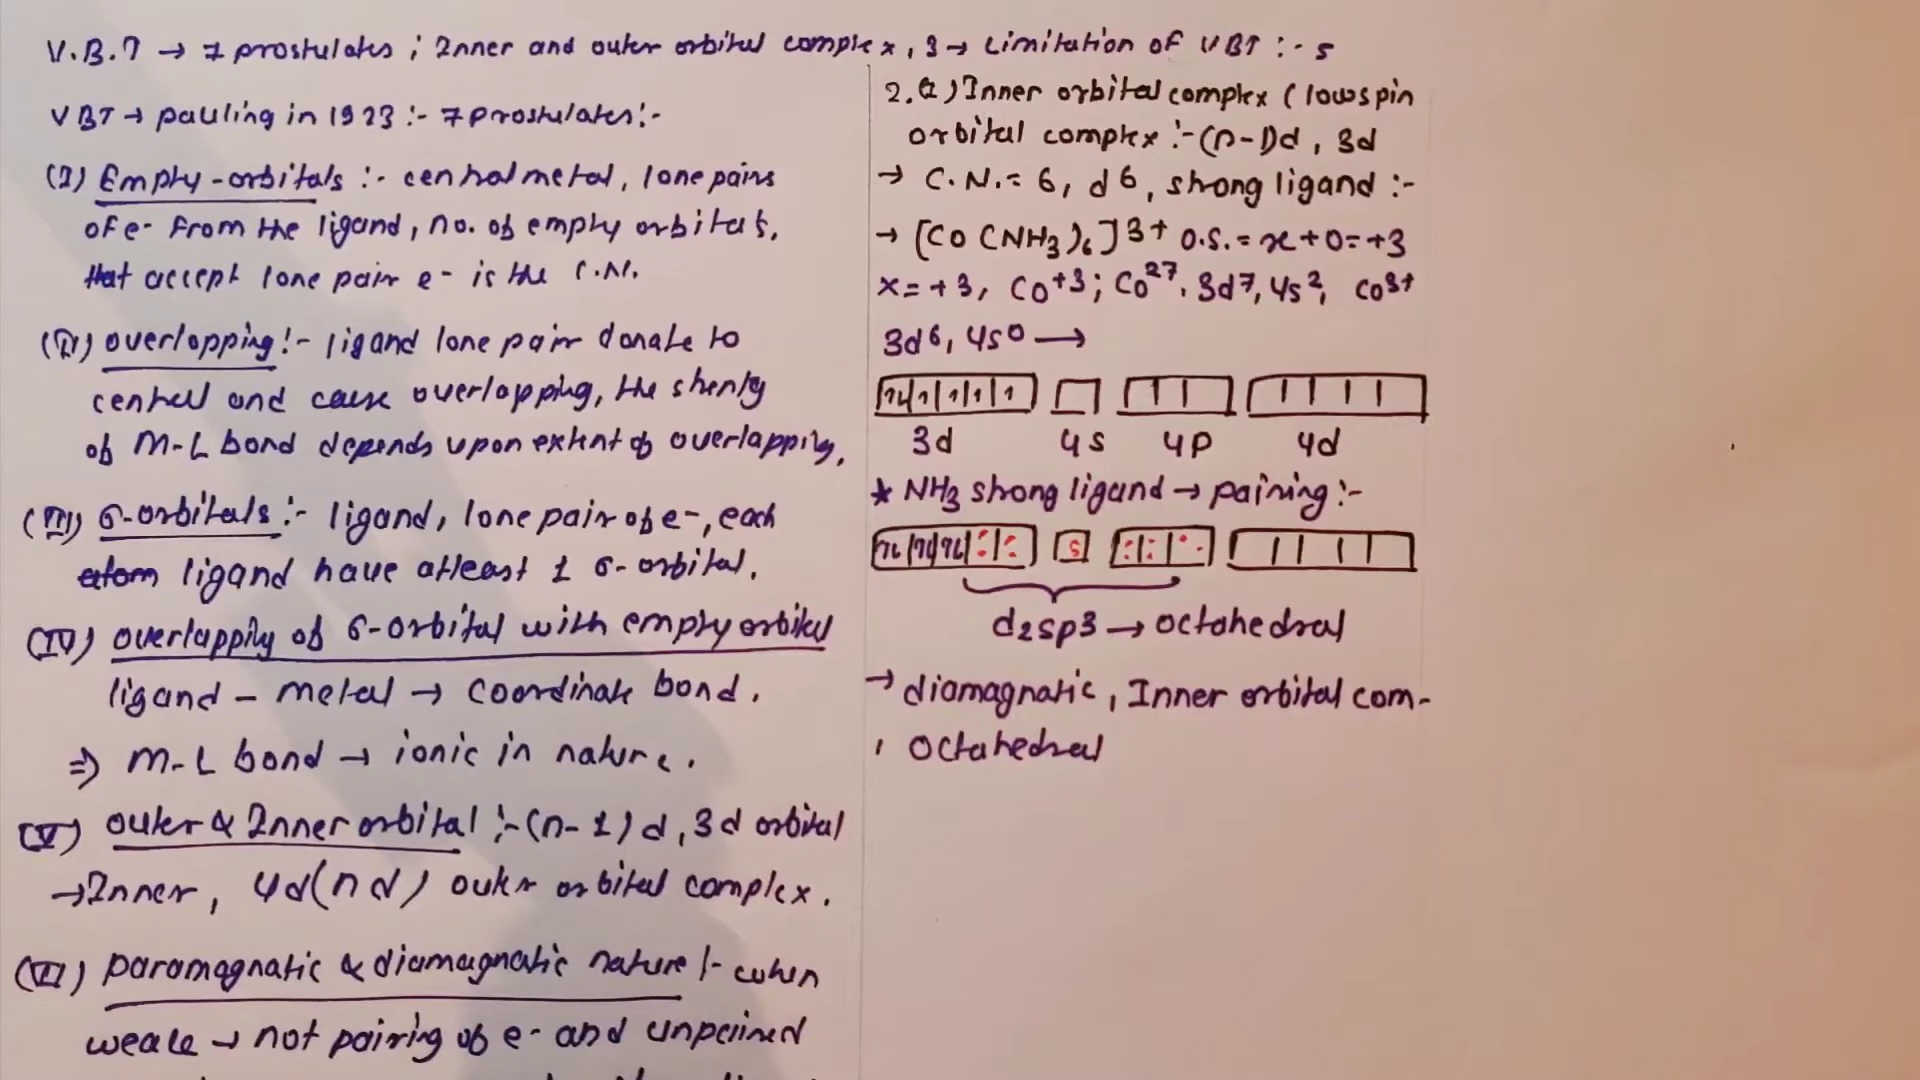 V.B.T → 7 prostulates ; Inner and outer orbital complex, 3 → Limitation of VBT :- 5
VBT → pauling in 1923 :- 7 prostulates :-
(I) Empty-orbitals :- central metal, lone pairs
of e- from the ligand, no. of empty orbitals,
that accept lone pair e- is the C.N.
(II) overlapping :- ligand lone pair donate to
central and cause overlapping, the
of M-L bond depends upon extent of overlapping,
(III) σ-orbitals :- ligand, lone pair of e-, each
atom ligand have atleast 1 σ-orbital.
(IV) overlapping of σ-orbital with empty orbital
ligand - metal → coordinate bond.
⇒ M-L bond → ionic in nature.
(V) outer & Inner orbital :- (n-1)d, 3d orbital
→ Inner, 4d(nd) outer orbital complex.
(VI) paramagnatic & diamagnatic nature :- when
weak → not pairing of e- and unpaired
2.(I) Inner orbital complex (low spin
orbital complex :- (n-1)d, 3d
→ C.N. = 6, d6, strong ligand :-
→ [Co(NH3)6]3+ O.S. = x+0=+3
x=+3, Co+3; Co27, 3d7, 4s2, Co3+
3d6, 4s0 →
3d 4s 4p 4d
* NH3 strong ligand → pairing :-
d2sp3 → octahedral
→ diamagnatic, Inner orbital com-
, Octahedral